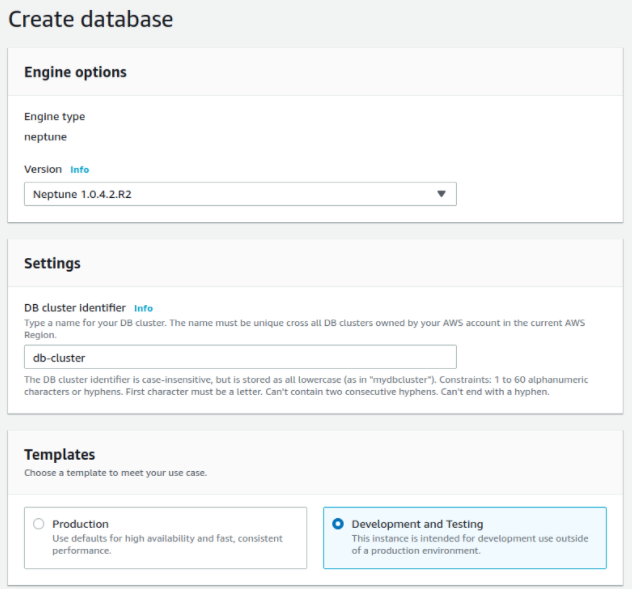 Create database
Engine options
Engine type
neptune
Version Info
Neptune 1.0.4.2.R2
Settings
DB cluster identifier Info
Type a name for your DB cluster. The name must be unique cross all DB clusters owned by your AWS account in the current AWS
Region.
db-cluster
The DB cluster identifier is case-insensitive, but is stored as all lowercase (as in "mydbcluster"). Constraints: 1 to 60 alphanumeric
characters or hyphens. First character must be a letter. Can't contain two consecutive hyphens. Can't end with a hyphen.
Templates
Choose a template to meet your use case.
Production
Use defaults for high availability and fast, consistent
performance.
Development and Testing
This instance is intended for development use outside
of a production environment.